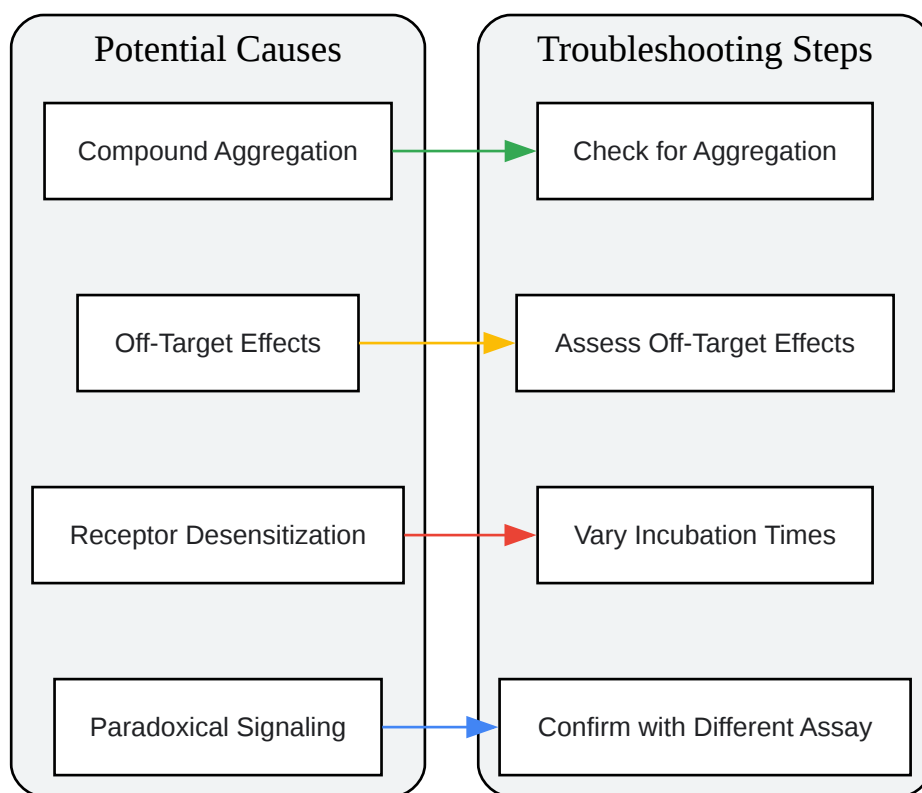 Potential Causes
Troubleshooting Steps
Compound Aggregation
Check for Aggregation
Off-Target Effects
Assess Off-Target Effects
Receptor Desensitization
Vary Incubation Times
Paradoxical Signaling
Confirm with Different Assay